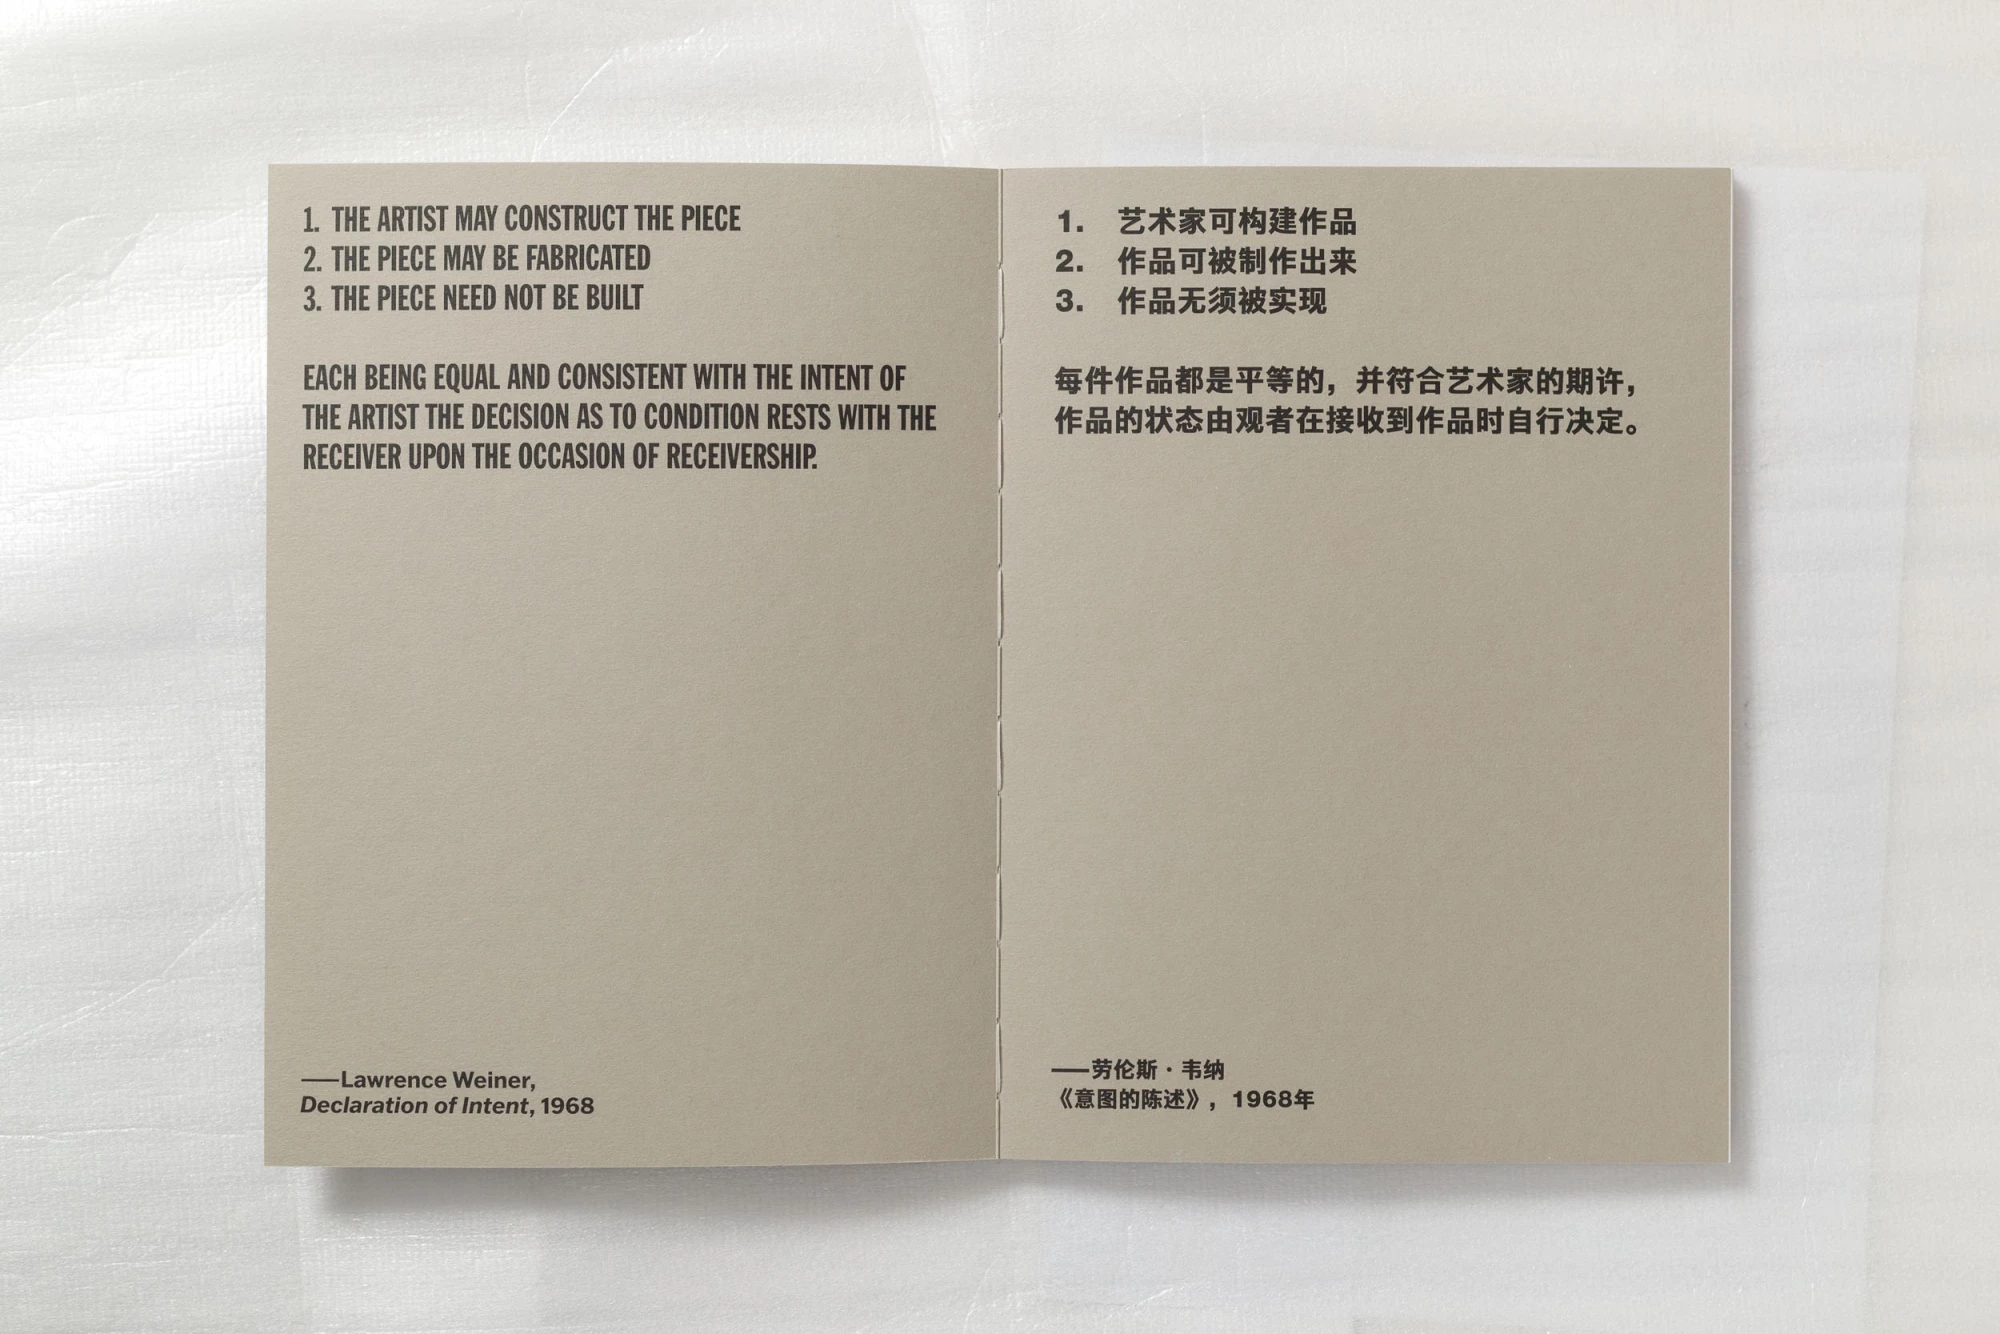 1. THE ARTIST MAY CONSTRUCT THE PIECE
2. THE PIECE MAY BE FABRICATED
3. THE PIECE NEED NOT BE BUILT
EACH BEING EQUAL AND CONSISTENT WITH THE INTENT OF
THE ARTIST THE DECISION AS TO CONDITION RESTS WITH THE
RECEIVER UPON THE OCCASION OF RECEIVERSHIP.
——Lawrence Weiner,
Declaration of Intent, 1968
1. 艺术家可构建作品
2. 作品可被制作出来
3. 作品无须被实现
每件作品都是平等的，并符合艺术家的期许，
作品的状态由观者在接收到作品时自行决定。
——劳伦斯·韦纳
《意图的陈述》，1968年